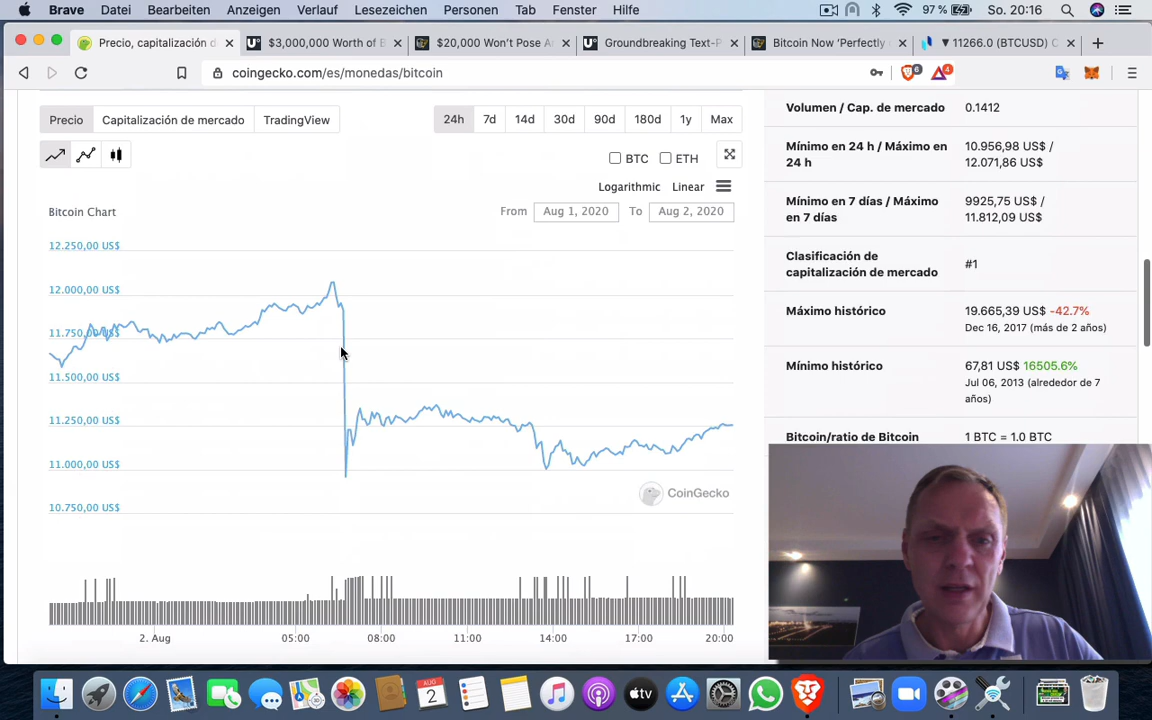 Brave Datei Bearbeiten Anzeigen Verlauf Lesezeichen Personen Tab Fenster Hilfe 97 % So. 20:16
Precio, capitalización d
$3,000,000 Worth of B
$20,000 Won't Pose A
Groundbreaking Text-P
Bitcoin Now 'Perfectly
▼ 11266.0 (BTCUSD) C
coingecko.com/es/monedas/bitcoin
6
4
Precio Capitalización de mercado TradingView
24h 7d 14d 30d 90d 180d 1y Max
BTC ETH
Logarithmic Linear
Bitcoin Chart
From Aug 1, 2020 To Aug 2, 2020
12.250,00 US$
12.000,00 US$
11.750,00 US$
11.500,00 US$
11.250,00 US$
11.000,00 US$
10.750,00 US$
CoinGecko
2. Aug 05:00 08:00 11:00 14:00 17:00 20:00
Volumen / Cap. de mercado 0.1412
Mínimo en 24 h / Máximo en 24 h
10.956,98 US$ / 12.071,86 US$
Mínimo en 7 días / Máximo en 7 días
9925,75 US$ / 11.812,09 US$
Clasificación de capitalización de mercado
#1
Máximo histórico 19.665,39 US$ -42.7%
Dec 16, 2017 (más de 2 años)
Mínimo histórico 67,81 US$ 16505.6%
Jul 06, 2013 (alrededor de 7 años)
Bitcoin/ratio de Bitcoin 1 BTC = 1.0 BTC
AUG
2
tv